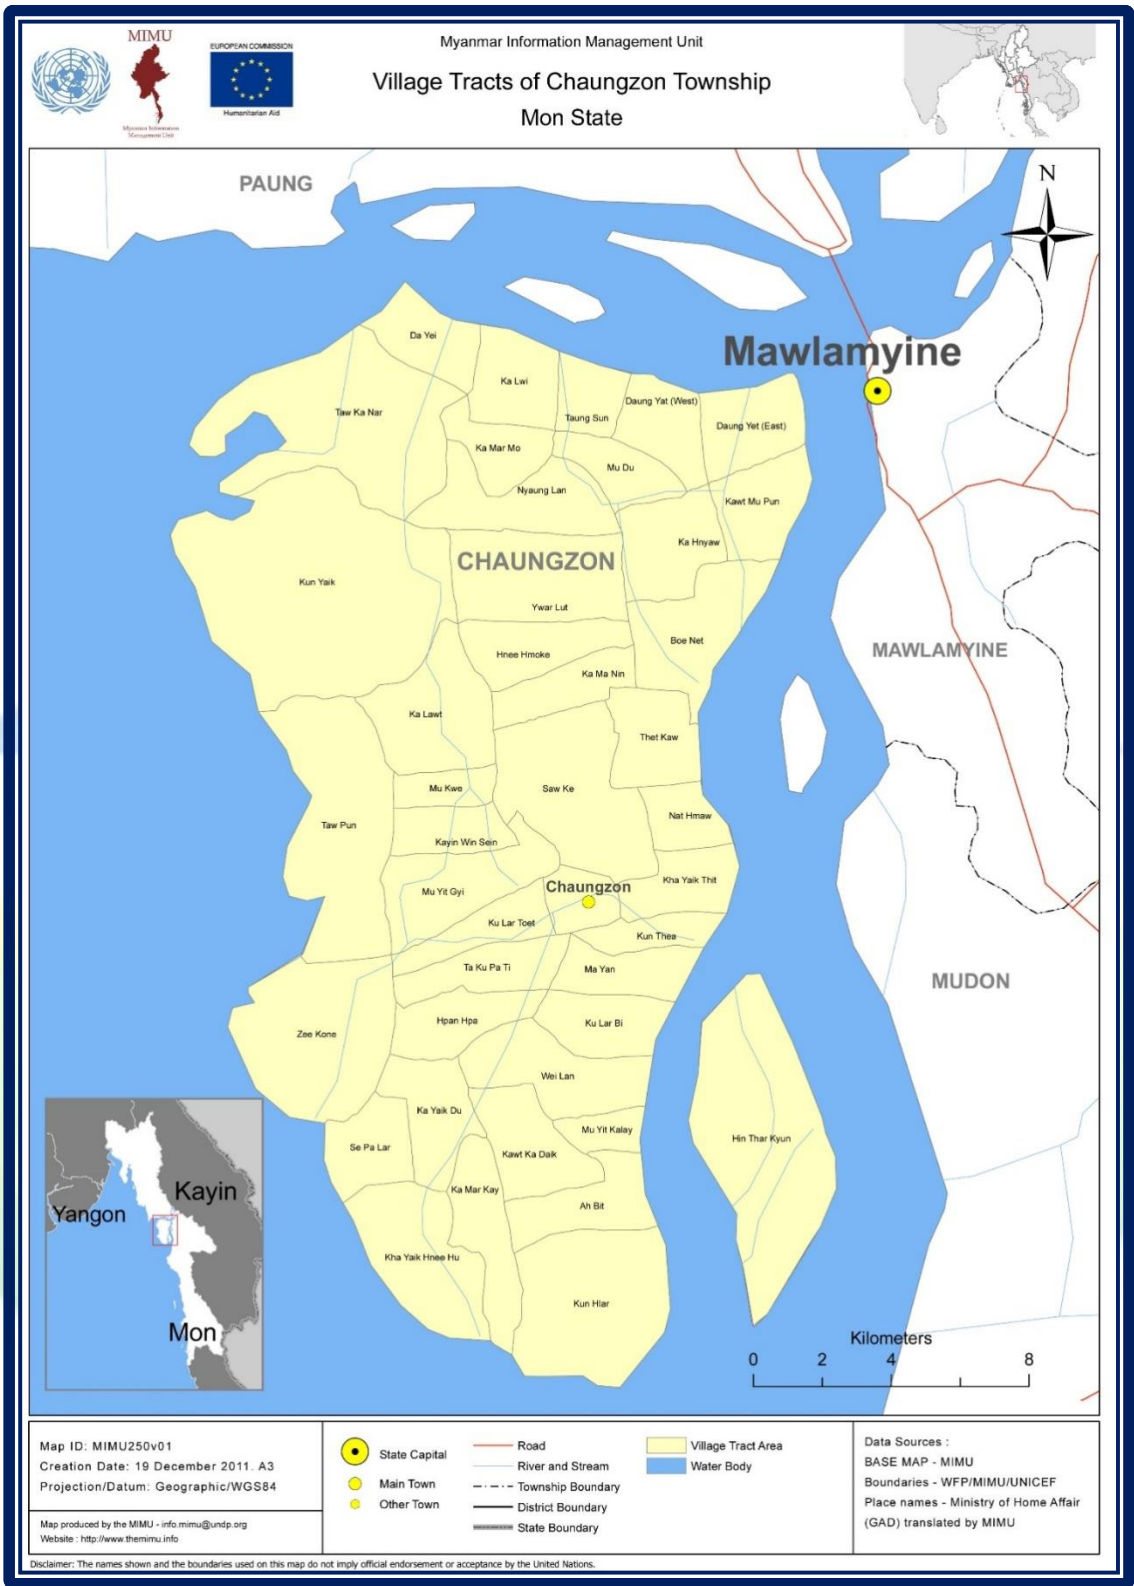 MIMU
Myanmar Information
Management Unit
EUROPEAN COMMISSION
Humanitarian Aid
Myanmar Information Management Unit
Village Tracts of Chaungzon Township
Mon State
PAUNG
N
Da Yei
Mawlamyine
Ka Lwi
Daung Yat (West)
Taw Ka Nar
Taung Sun
Daung Yet (East)
Ka Mar Mo
Mu Du
Nyaung Lan
Kawt Mu Pun
Ka Hnyaw
CHAUNGZON
Kun Yaik
Ywar Lut
Boe Net
MAWLAMYINE
Hnee Hmoke
Ka Ma Nin
Ka Lawt
Thet Kaw
Mu Kwe
Saw Ke
Nat Hmaw
Taw Pun
Kayin Win Sein
Kha Yaik Thit
Chaungzon
Mu Yit Gyi
Ku Lar Toet
Kun Thea
Ta Ku Pa Ti
Ma Yan
MUDON
Hpan Hpa
Ku Lar Bi
Zee Kone
Wei Lan
Ka Yaik Du
Mu Yit Kalay
Hin Thar Kyun
Se Pa Lar
Kawt Ka Daik
Ka Mar Kay
Ah Bit
Kha Yaik Hnee Hu
Kun Hlar
Kayin
Yangon
Mon
Kilometers
0 2 4 8
Map ID: MIMU250v01
Creation Date: 19 December 2011. A3
Projection/Datum: Geographic/WGS84
Map produced by the MIMU - info.mimu@undp.org
Website : http://www.themimu.info
State Capital
Main Town
Other Town
Road
River and Stream
Township Boundary
District Boundary
State Boundary
Village Tract Area
Water Body
Data Sources :
BASE MAP - MIMU
Boundaries - WFP/MIMU/UNICEF
Place names - Ministry of Home Affair
(GAD) translated by MIMU
Disclaimer: The names shown and the boundaries used on this map do not imply official endorsement or acceptance by the United Nations.